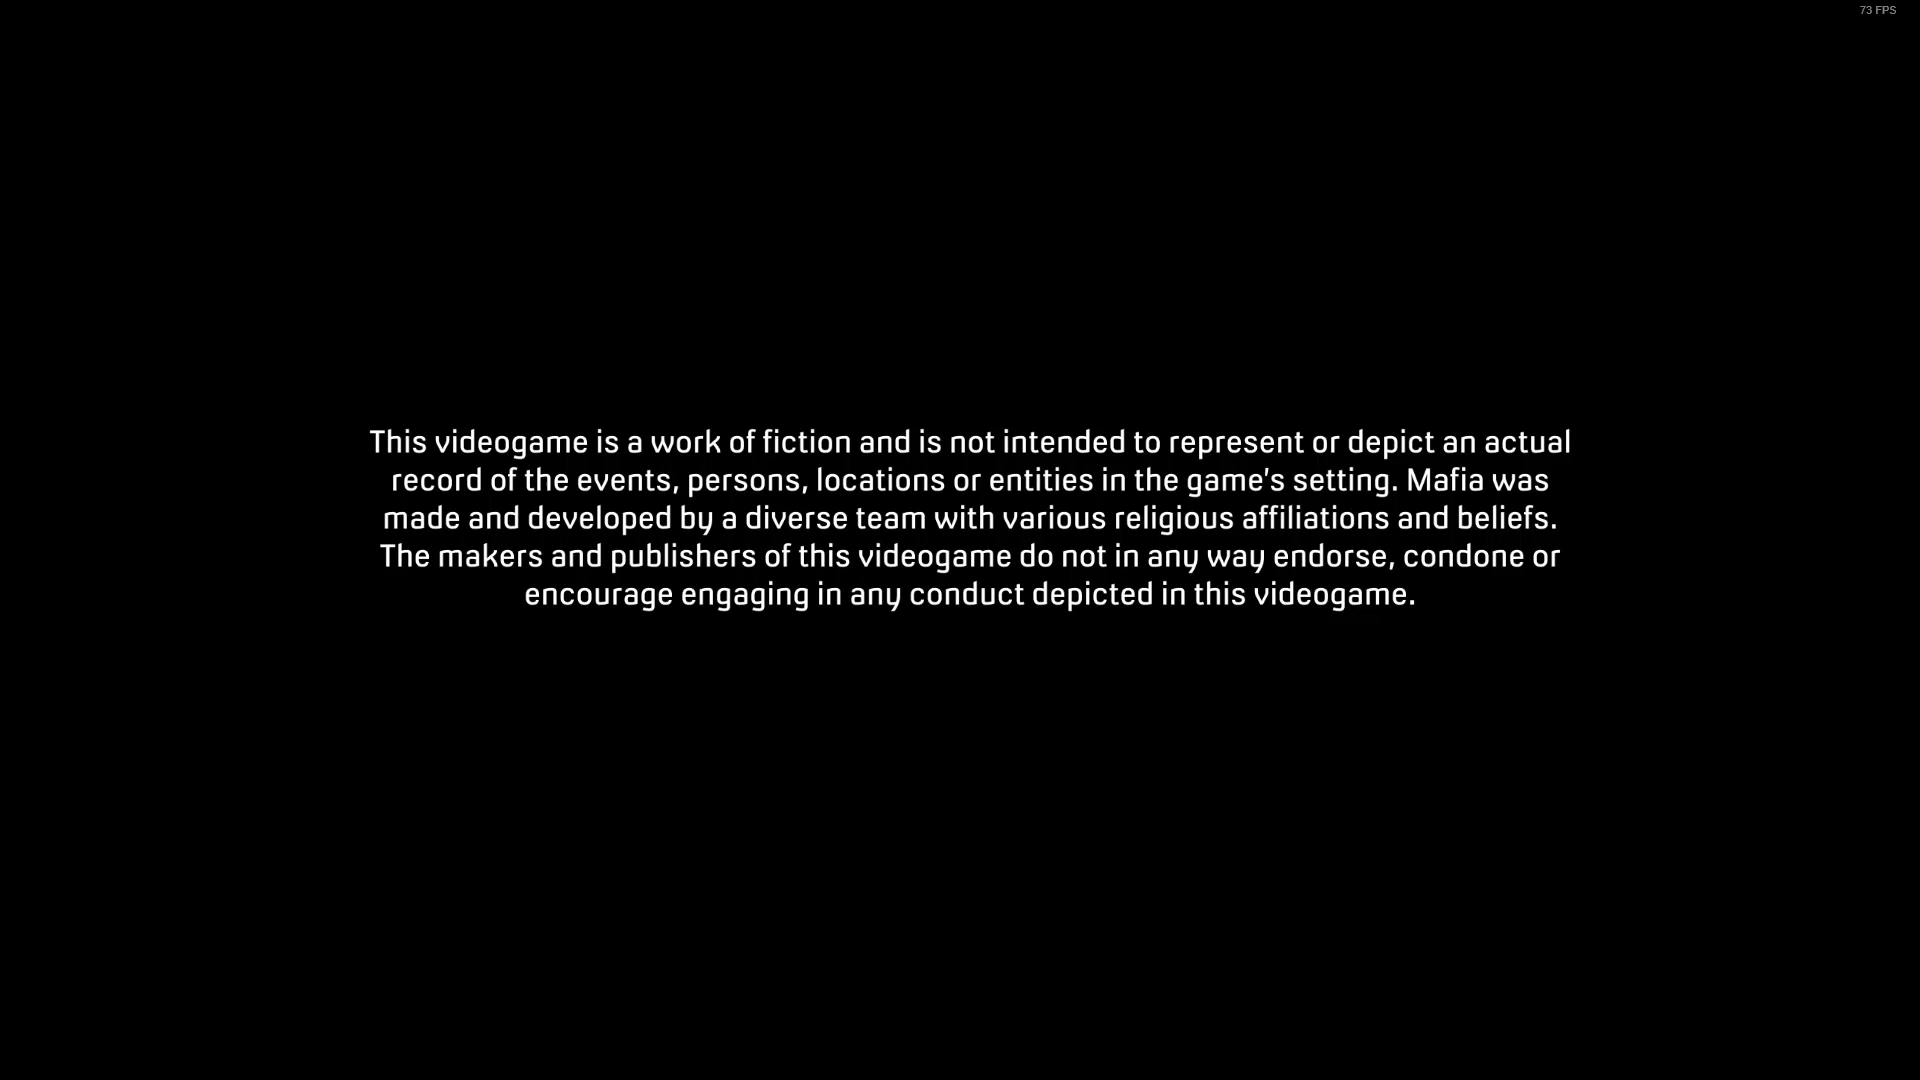 73 FPS
This videogame is a work of fiction and is not intended to represent or depict an actual
record of the events, persons, locations or entities in the game's setting. Mafia was
made and developed by a diverse team with various religious affiliations and beliefs.
The makers and publishers of this videogame do not in any way endorse, condone or
encourage engaging in any conduct depicted in this videogame.